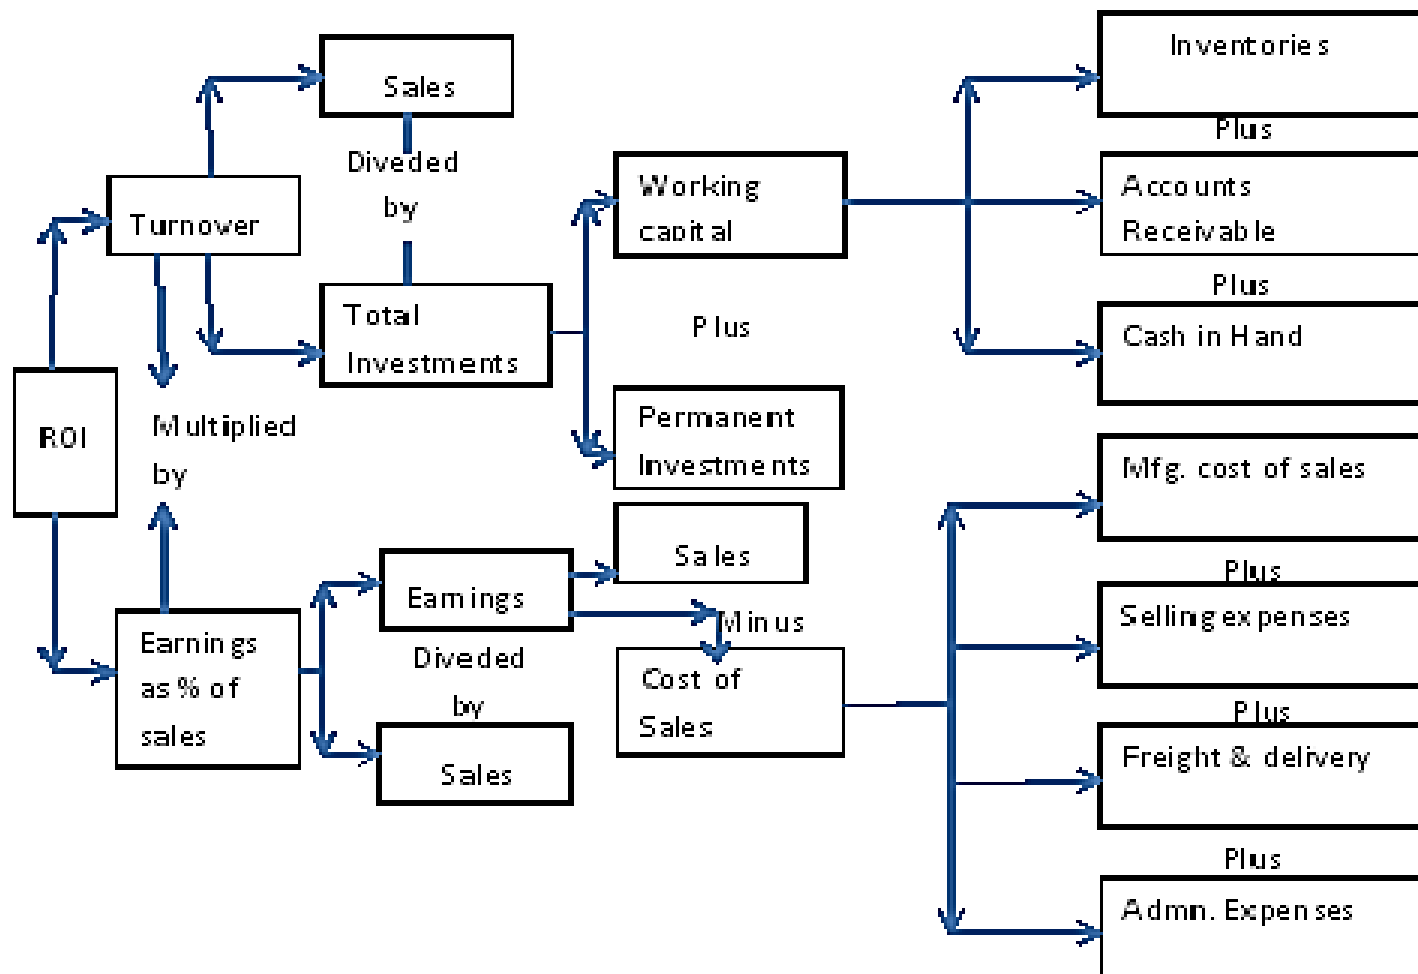 Sales
Diveded
by
Turnover
Total
Investments
ROI
Multiplied
by
Working
capital
Plus
Permanent
Investments
Inventories
Plus
Accounts
Receivable
Plus
Cash in Hand
Earnings
as % of
sales
Earnings
Diveded
by
Sales
Sales
Minus
Cost of
Sales
Mfg. cost of sales
Plus
Selling expenses
Plus
Freight & delivery
Plus
Admn. Expenses